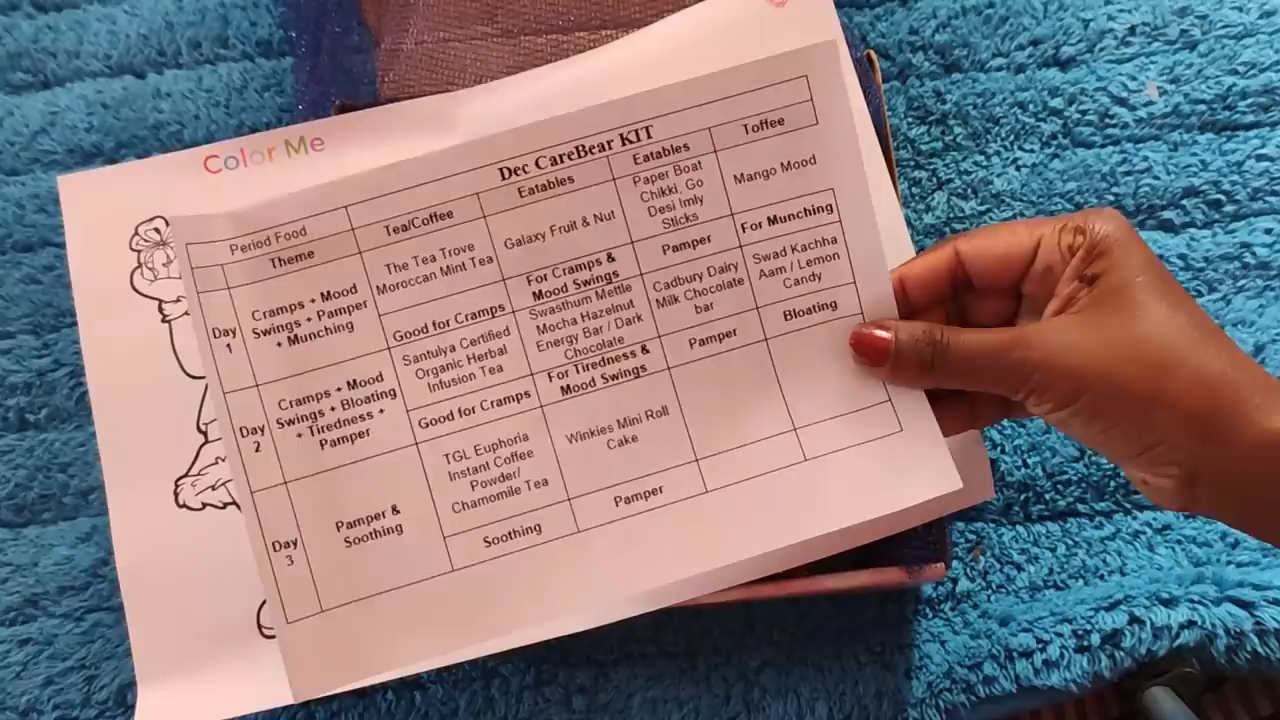 Color Me
Dec CareBear KIT
Period Food
Theme
Tea/Coffee
Eatables
Eatables
Toffee
Day
1
Cramps + Mood
Swings + Pamper
+ Munching
The Tea Trove
Moroccan Mint Tea
Galaxy Fruit & Nut
Paper Boat
Chikki, Go
Desi Imly
Sticks
Mango Mood
Good for Cramps
For Cramps &
Mood Swings
Pamper
For Munching
Day
2
Cramps + Mood
Swings + Bloating
+ Tiredness +
Pamper
Santulya Certified
Organic Herbal
Infusion Tea
Swasthum Mettle
Mocha Hazelnut
Energy Bar / Dark
Chocolate
Cadbury Dairy
Milk Chocolate
bar
Swad Kachha
Aam / Lemon
Candy
Good for Cramps
For Tiredness &
Mood Swings
Pamper
Bloating
Day
3
Pamper &
Soothing
TGL Euphoria
Instant Coffee
Powder/
Chamomile Tea
Winkies Mini Roll
Cake
Soothing
Pamper